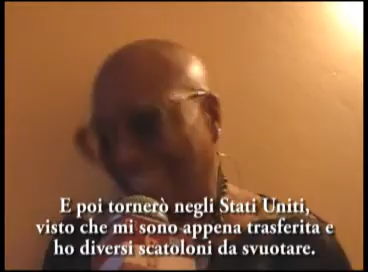 E poi tornerò negli Stati Uniti,
visto che mi sono appena trasferita e
ho diversi scatoloni da svuotare.